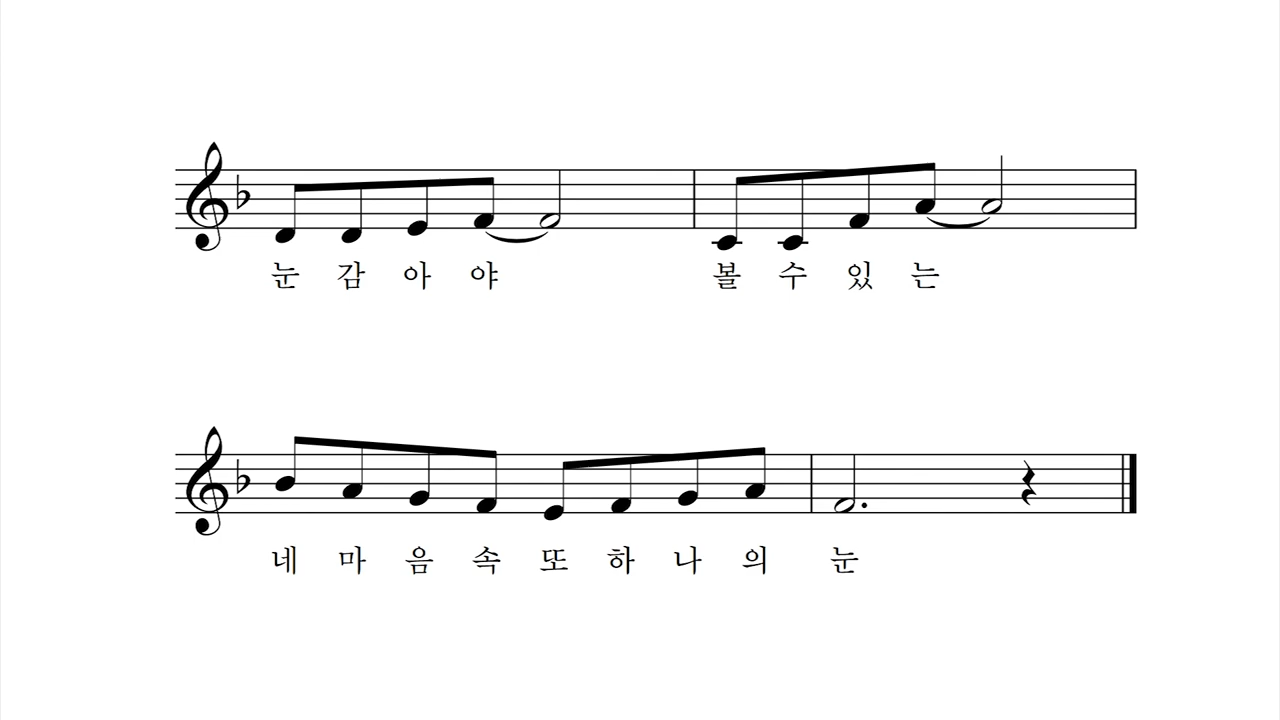 눈 감 아 야 볼 수 있 는
네 마 음 속 또 하 나 의 눈